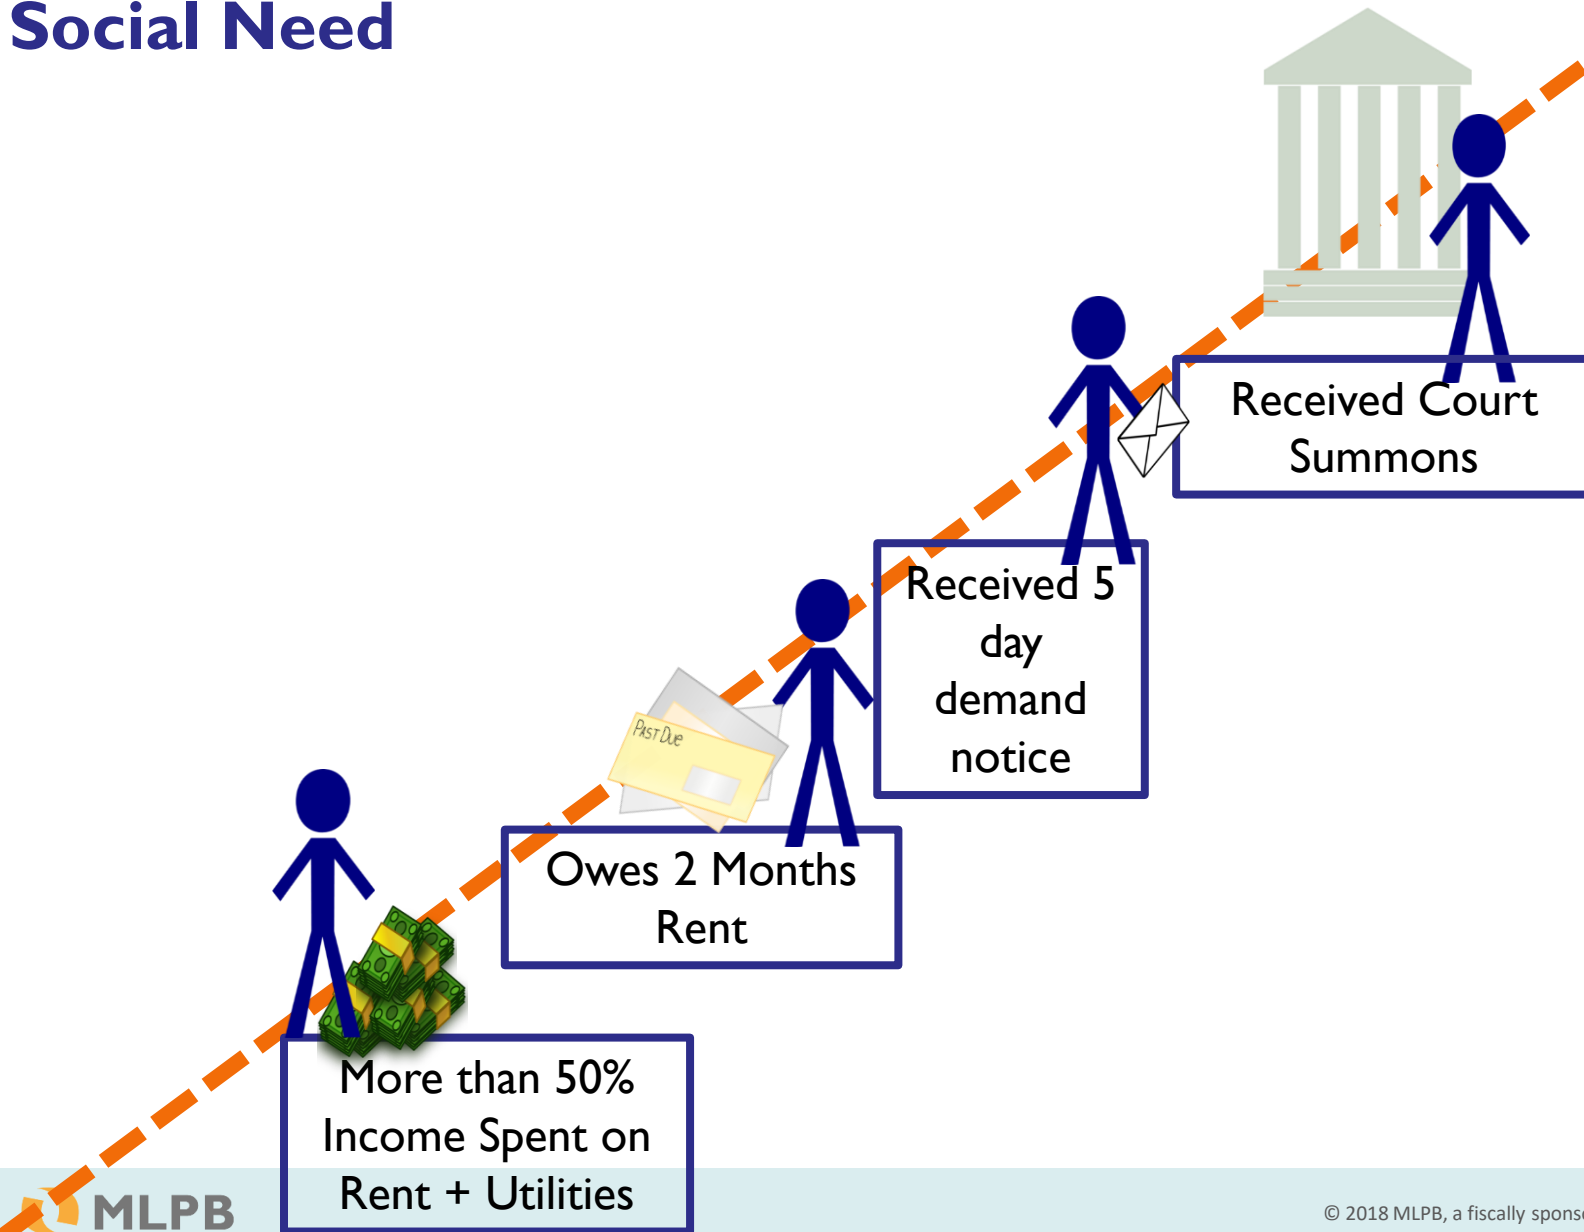 Social Need
Received Court
Summons
Received 5
day
demand
notice
PAST DUE
Owes 2 Months
Rent
More than 50%
Income Spent on
Rent + Utilities
MLPB
© 2018 MLPB, a fiscally